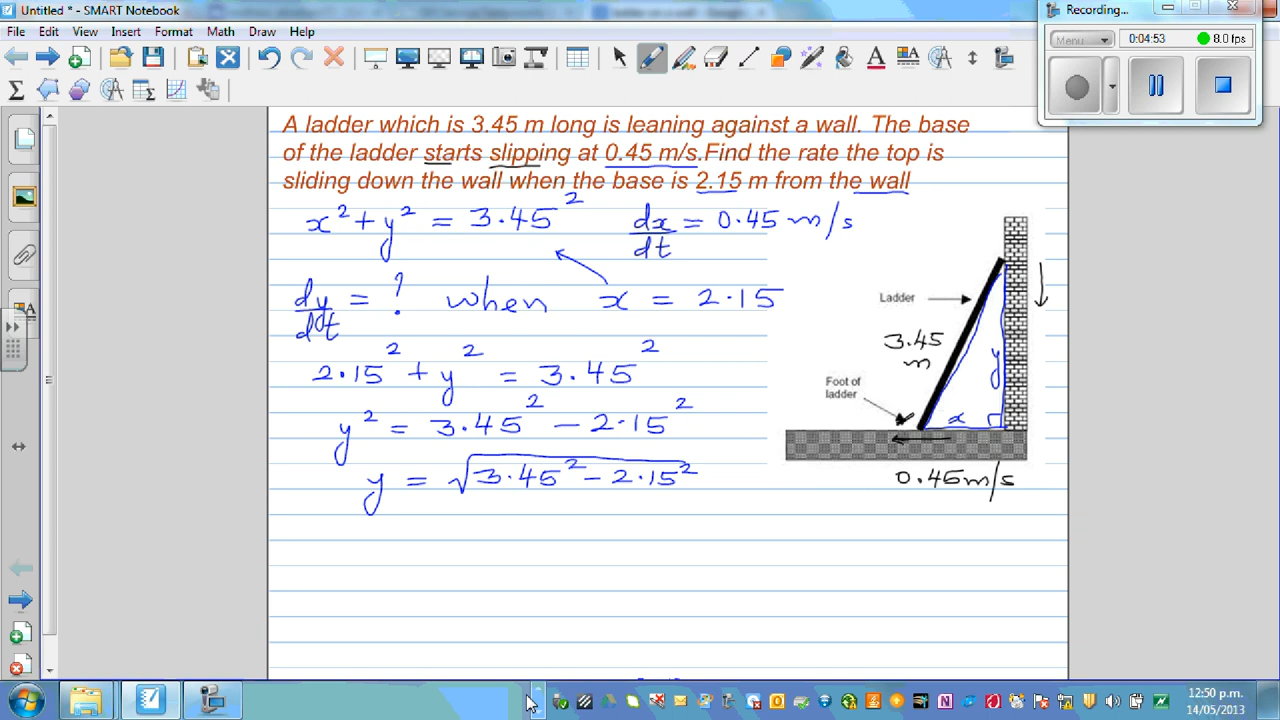 Untitled * - SMART Notebook
Recording...
File Edit View Insert Format Math Draw Help
Menu
0:04:53
8.0 fps
A ladder which is 3.45 m long is leaning against a wall. The base
of the ladder starts slipping at 0.45 m/s.Find the rate the top is
sliding down the wall when the base is 2.15 m from the wall
x² + y² = 3.45² dx/dt = 0.45 m/s
dy/dt = ? when x = 2.15
2.15² + y² = 3.45²
y² = 3.45² - 2.15²
y = √3.45² - 2.15²
Ladder
3.45
m
y
Foot of
ladder
x
0.45m/s
12:50 p.m.
14/05/2013